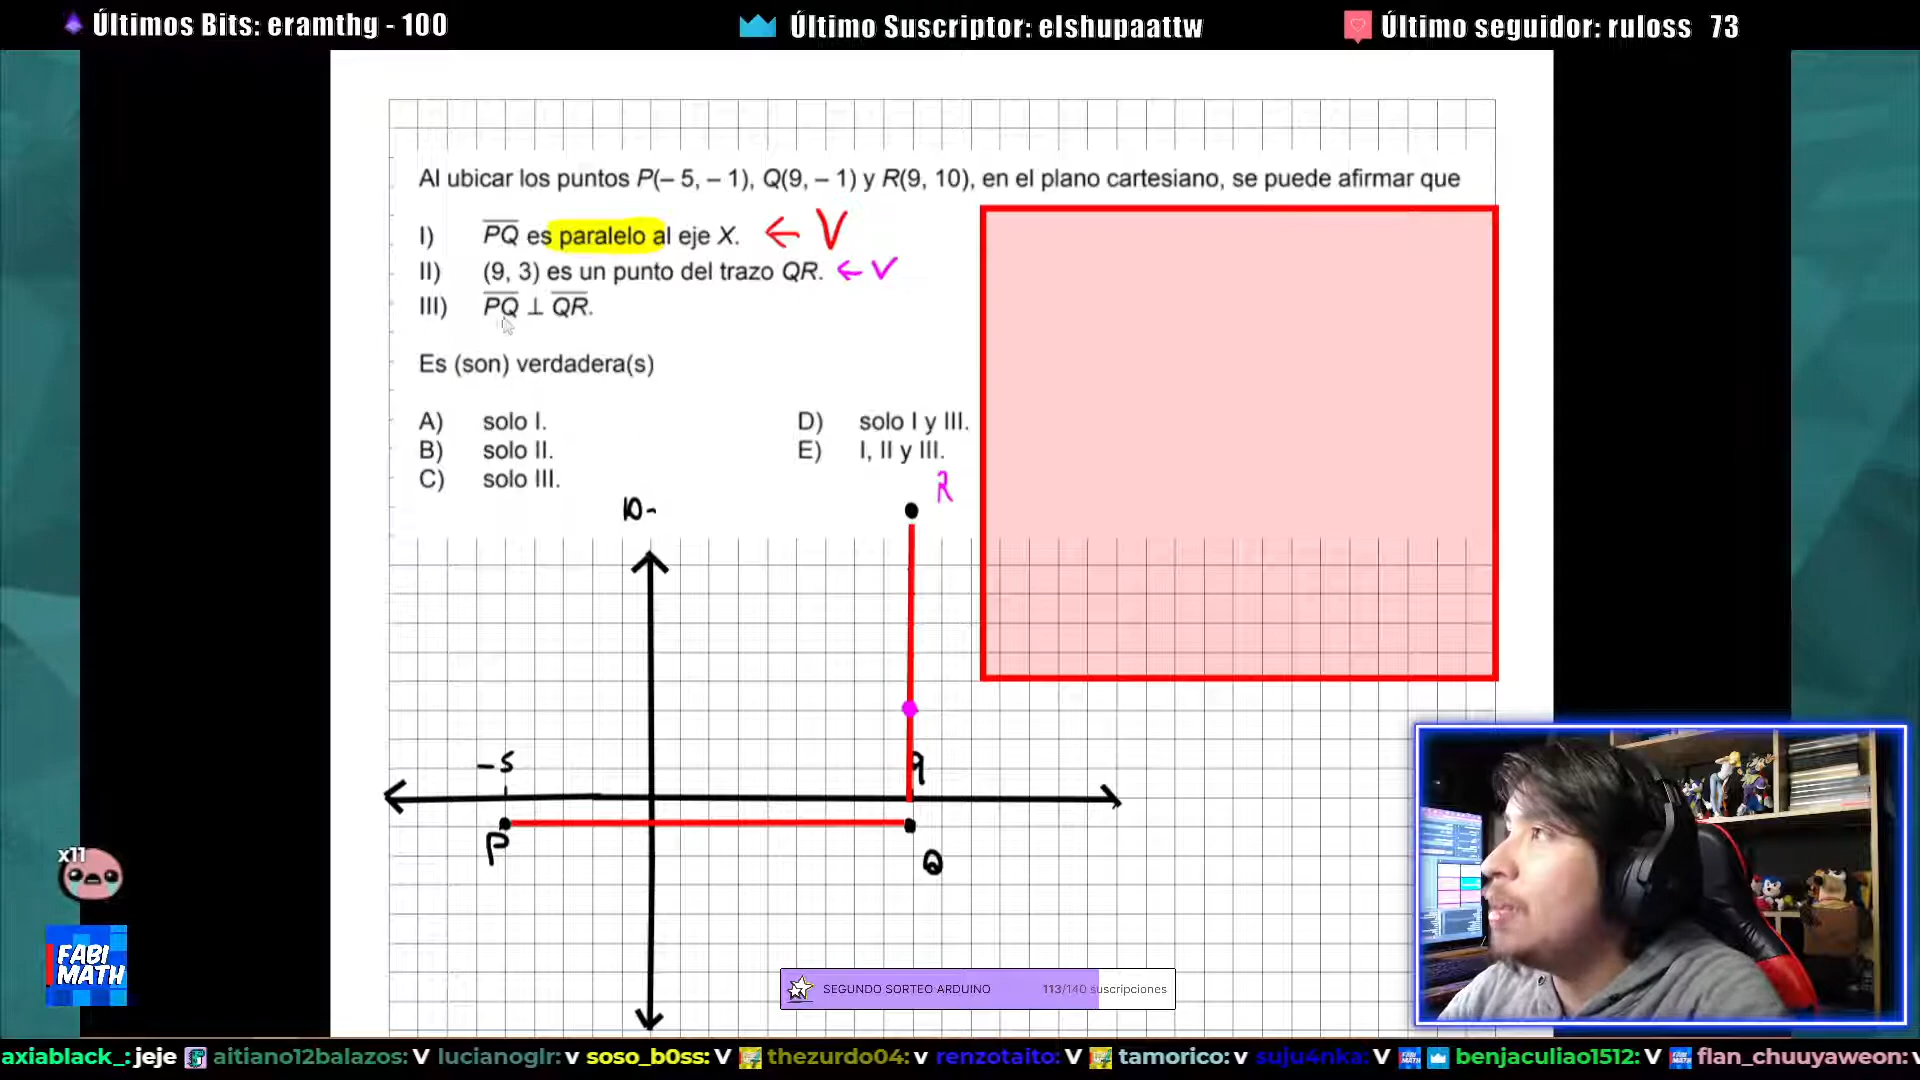 Últimos Bits: eramthg - 100
Último Suscriptor: elshupaattw
Último seguidor: ruloss 73
Al ubicar los puntos P(– 5, – 1), Q(9, – 1) y R(9, 10), en el plano cartesiano, se puede afirmar que
I) PQ es paralelo al eje X. ← V
II) (9, 3) es un punto del trazo QR. ← V
III) PQ ⊥ QR.
Es (son) verdadera(s)
A) solo I.
B) solo II.
C) solo III.
D) solo I y III.
E) I, II y III.
R
10-
-5
9
P
Q
x11
FABI
MATH
SEGUNDO SORTEO ARDUINO 113/140 suscripciones
axiablack_: jeje aitiano12balazos: V lucianoglr: v soso_b0ss: V thezurdo04: v renzotaito: V tamorico: v suju4nka: V benjaculiao1512: V flan_chuuyaweon: v